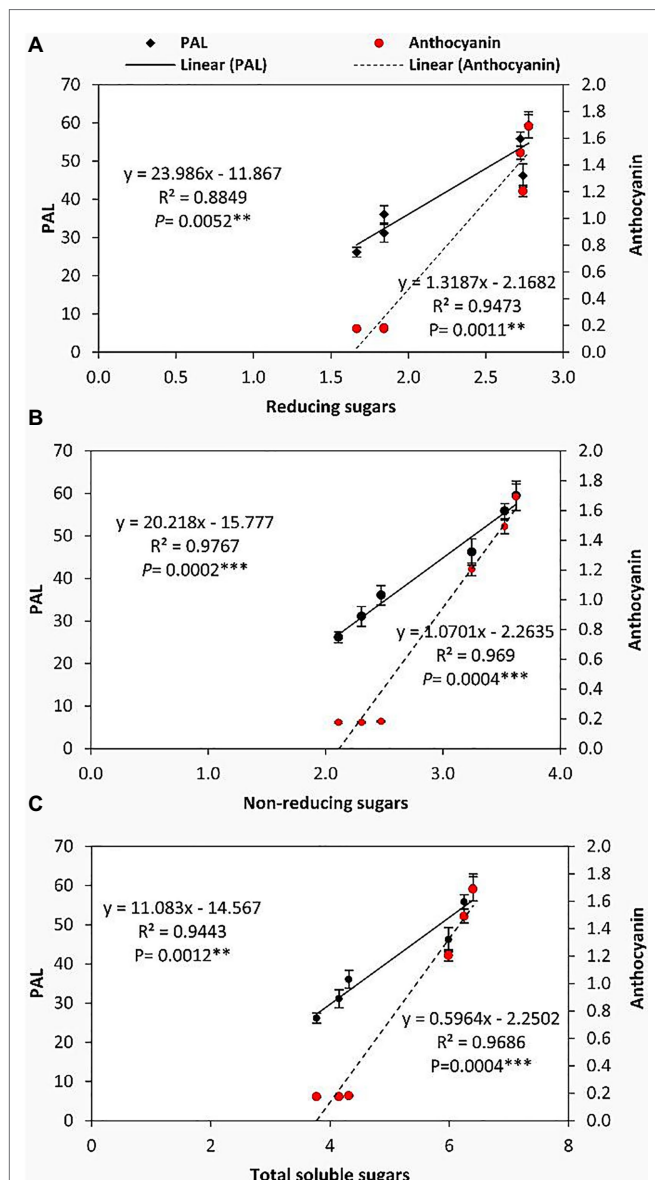 A
PAL
Anthocyanin
Linear (PAL)
Linear (Anthocyanin)
70
60
50
40
30
20
10
0
PAL
2.0
1.8
1.6
1.4
1.2
1.0
0.8
0.6
0.4
0.2
0.0
Anthocyanin
y = 23.986x - 11.867
R² = 0.8849
P= 0.0052**
y = 1.3187x - 2.1682
R² = 0.9473
P= 0.0011**
0.0 0.5 1.0 1.5 2.0 2.5 3.0
Reducing sugars
B
70
60
50
40
30
20
10
0
PAL
2.0
1.8
1.6
1.4
1.2
1.0
0.8
0.6
0.4
0.2
0.0
Anthocyanin
y = 20.218x - 15.777
R² = 0.9767
P= 0.0002***
y = 1.0701x - 2.2635
R² = 0.969
P= 0.0004***
0.0 1.0 2.0 3.0 4.0
Non-reducing sugars
C
70
60
50
40
30
20
10
0
PAL
2.0
1.8
1.6
1.4
1.2
1.0
0.8
0.6
0.4
0.2
0.0
Anthocyanin
y = 11.083x - 14.567
R² = 0.9443
P= 0.0012**
y = 0.5964x - 2.2502
R² = 0.9686
P=0.0004***
0 2 4 6 8
Total soluble sugars